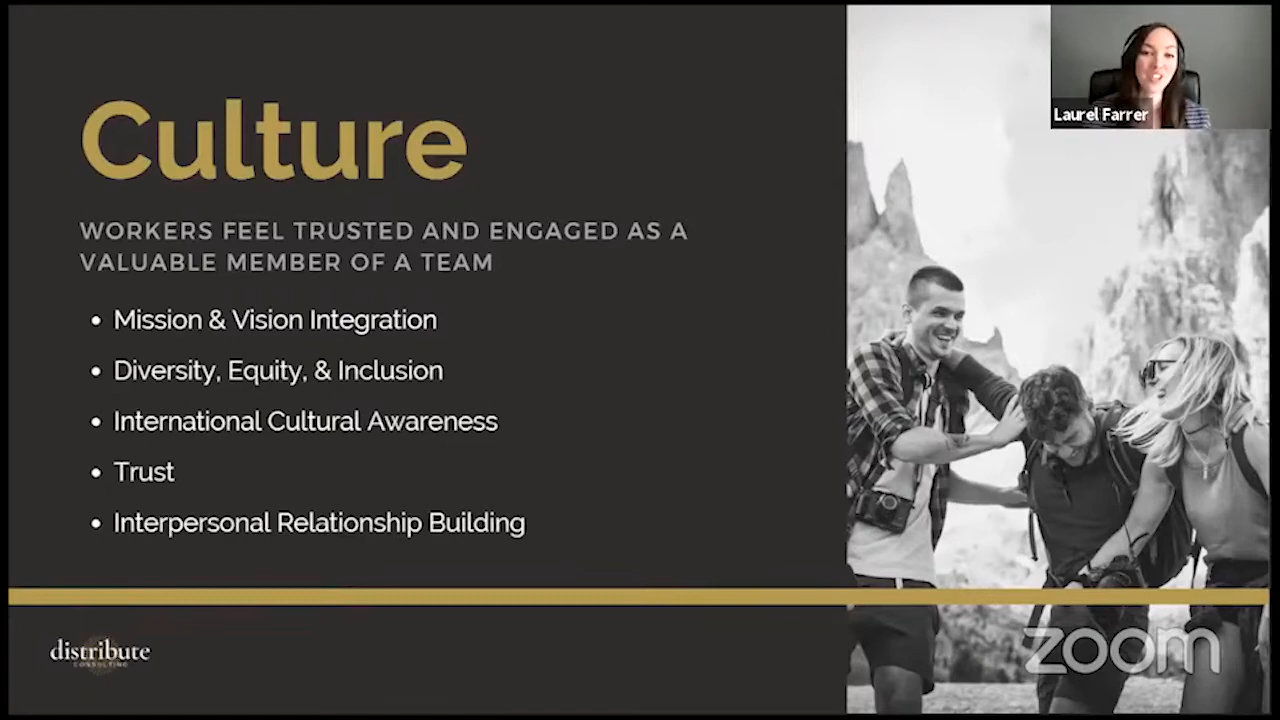 Culture
WORKERS FEEL TRUSTED AND ENGAGED AS A
VALUABLE MEMBER OF A TEAM
• Mission & Vision Integration
• Diversity, Equity, & Inclusion
• International Cultural Awareness
• Trust
• Interpersonal Relationship Building
Laurel Farrer
distribute
CONSULTING
zoom